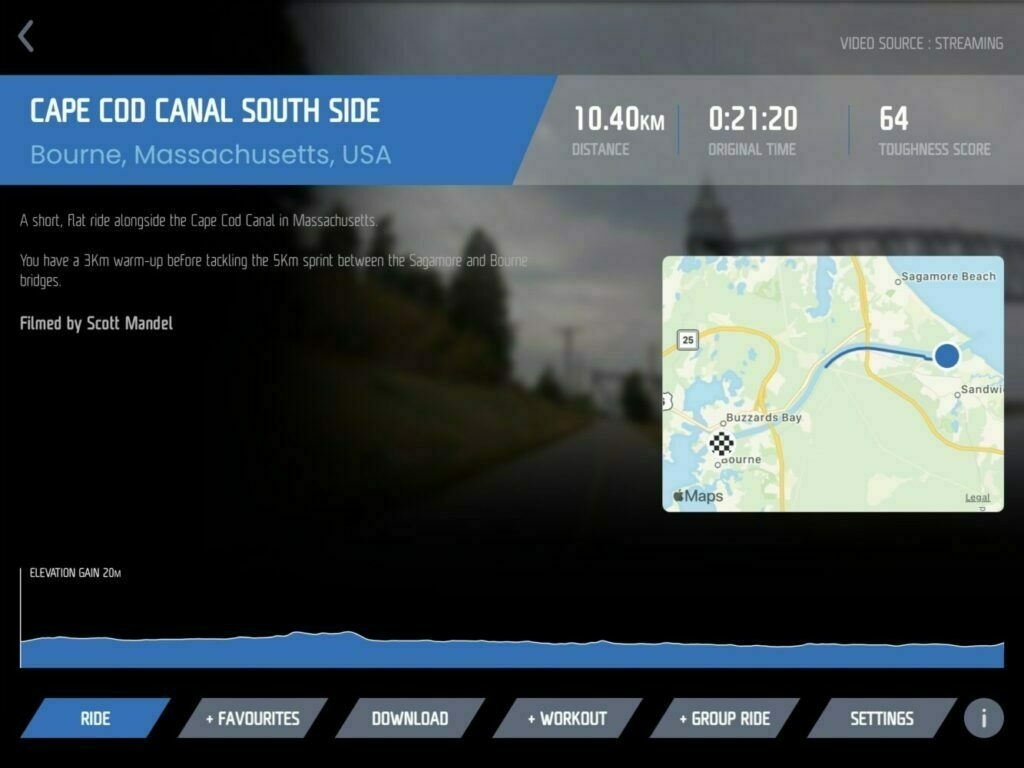 VIDEO SOURCE : STREAMING
CAPE COD CANAL SOUTH SIDE
Bourne, Massachusetts, USA
10.40KM
DISTANCE
0:21:20
ORIGINAL TIME
64
TOUGHNESS SCORE
A short, flat ride alongside the Cape Cod Canal in Massachusetts.
You have a 3Km warm-up before tackling the 5Km sprint between the Sagamore and Bourne
bridges.
Filmed by Scott Mandel
Sagamore Beach
25
Sandwi
Buzzards Bay
Bourne
Maps
Legal
ELEVATION GAIN 20M
RIDE
+ FAVOURITES
DOWNLOAD
+ WORKOUT
+ GROUP RIDE
SETTINGS
i